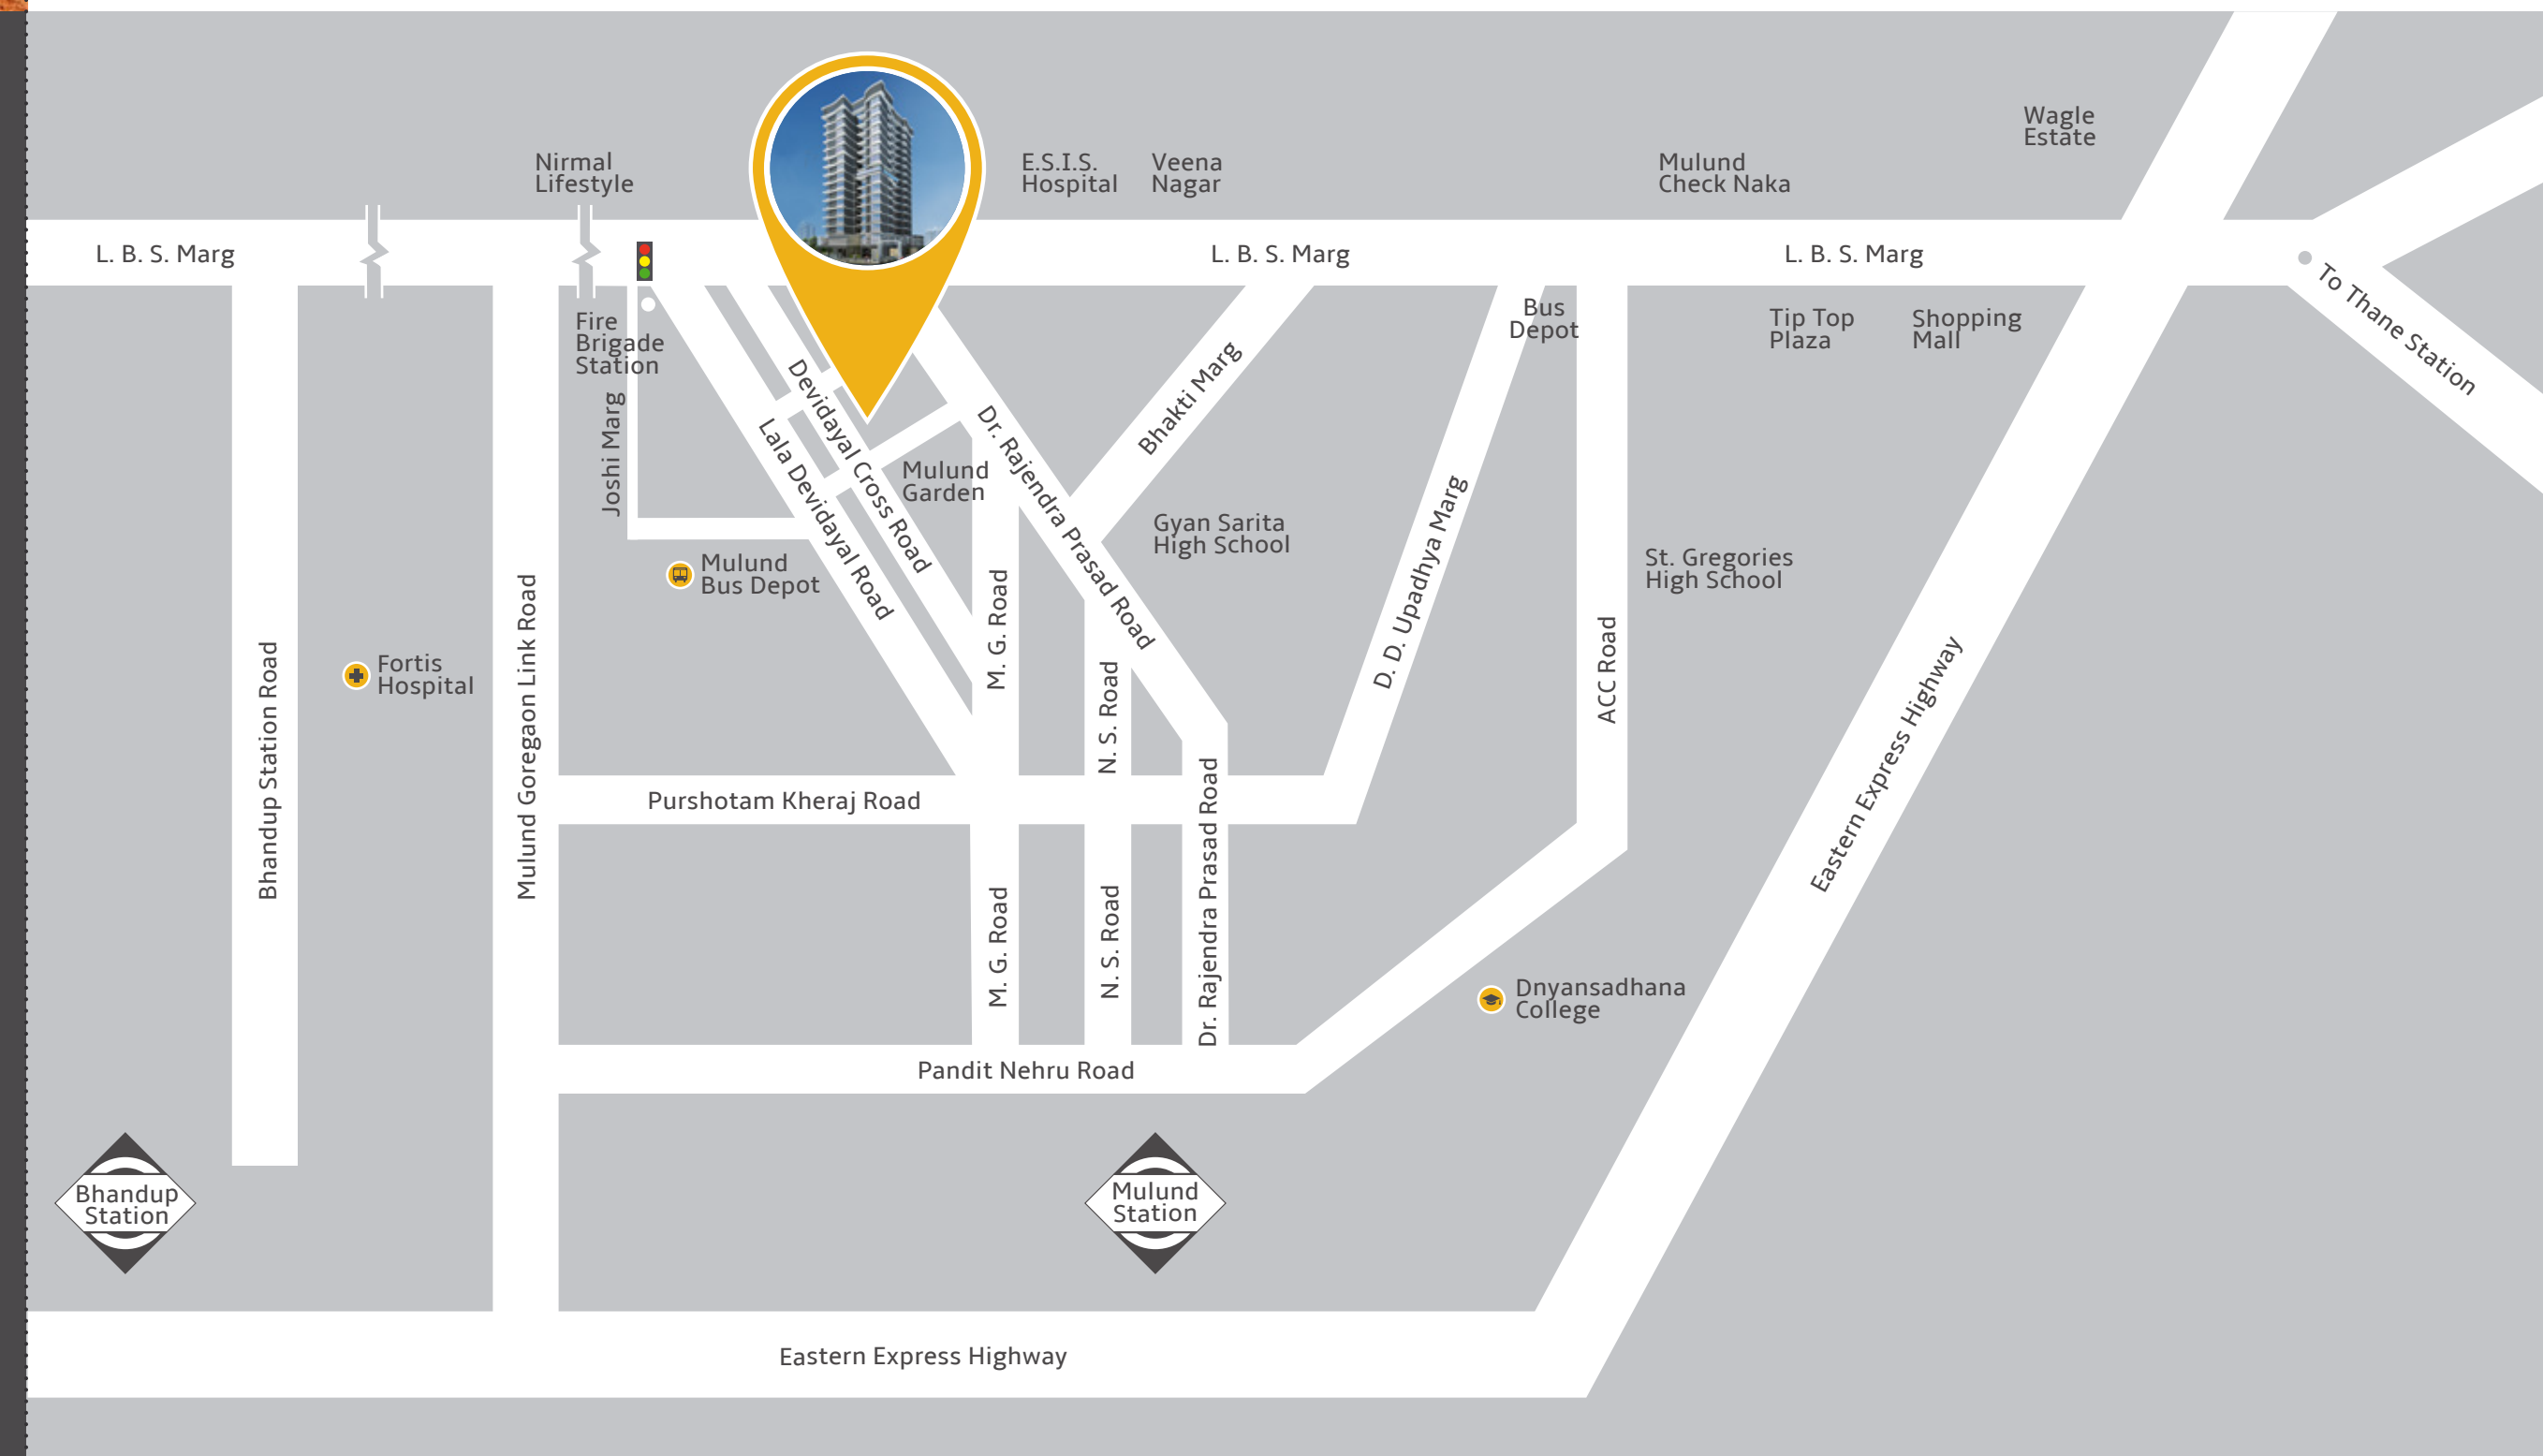 Wagle
Estate
Nirmal
Lifestyle
E.S.I.S.
Hospital
Veena
Nagar
Mulund
Check Naka
L. B. S. Marg
L. B. S. Marg
L. B. S. Marg
To Thane Station
Fire
Brigade
Station
Bus
Depot
Tip Top
Plaza
Shopping
Mall
Joshi Marg
Devidayal Cross Road
Lala Devidayal Road
Mulund
Garden
Dr. Rajendra Prasad Road
Bhakti Marg
Gyan Sarita
High School
D. D. Upadhya Marg
St. Gregories
High School
Mulund
Bus Depot
M. G. Road
N. S. Road
ACC Road
Eastern Express Highway
Fortis
Hospital
Bhandup Station Road
Mulund Goregaon Link Road
Purshotam Kheraj Road
M. G. Road
N. S. Road
Dr. Rajendra Prasad Road
Dnyansadhana
College
Pandit Nehru Road
Bhandup
Station
Mulund
Station
Eastern Express Highway